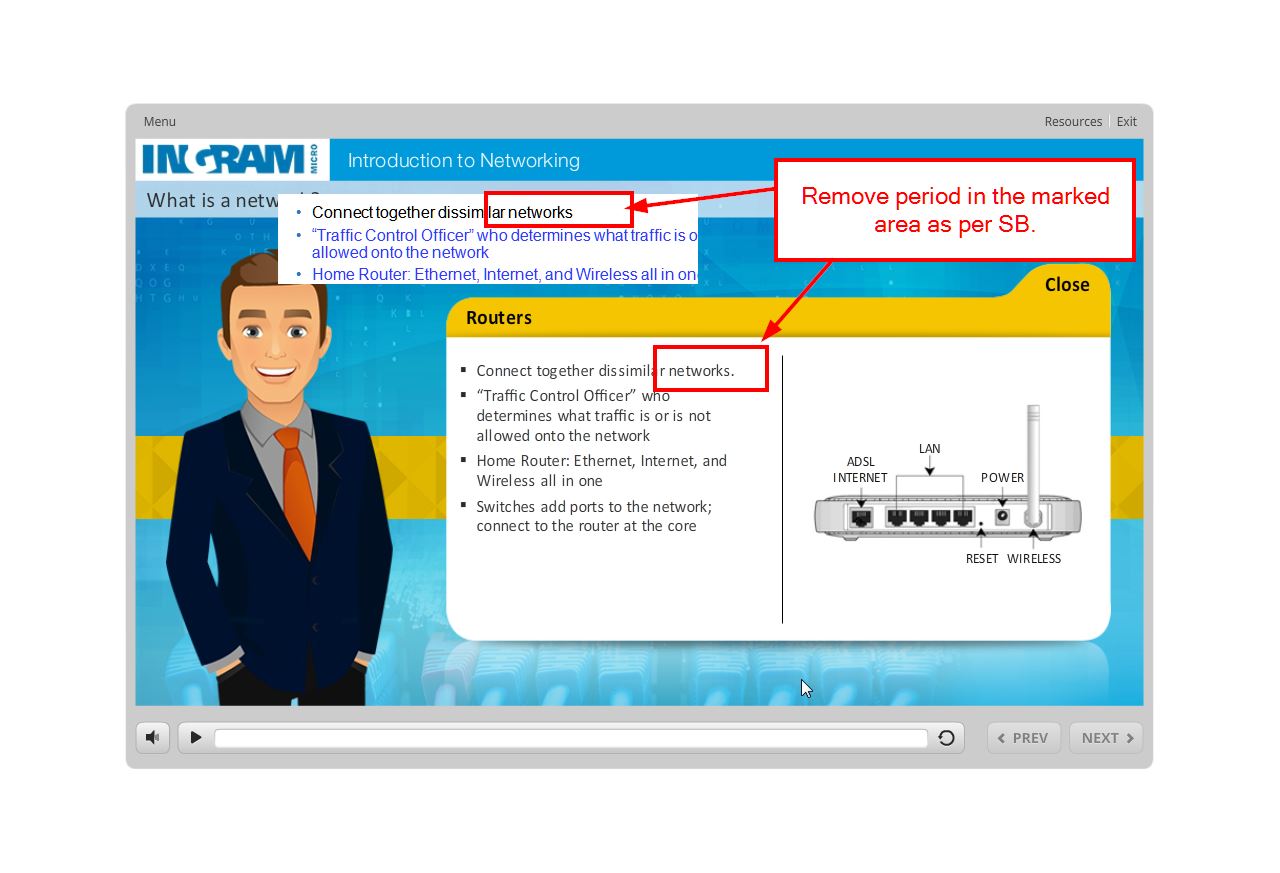 Menu
Resources
Exit
INGRAM MICRO
Introduction to Networking
What is a netw
• Connect together dissimilar networks
• “Traffic Control Officer” who determines what traffic is o
allowed onto the network
• Home Router: Ethernet, Internet, and Wireless all in one
Remove period in the marked
area as per SB.
Close
Routers
▪ Connect together dissimilar networks.
▪ “Traffic Control Officer” who
determines what traffic is or is not
allowed onto the network
▪ Home Router: Ethernet, Internet, and
Wireless all in one
▪ Switches add ports to the network;
connect to the router at the core
LAN
ADSL
INTERNET
POWER
RESET
WIRELESS
PREV
NEXT